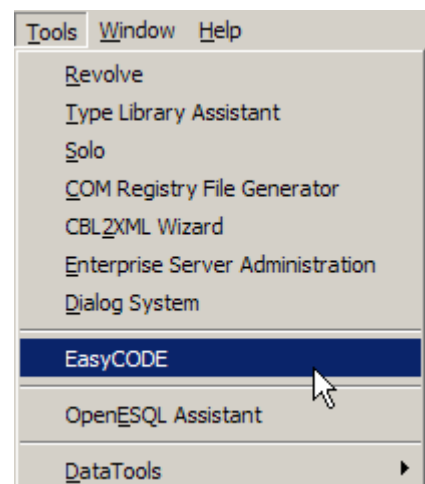 Tools Window Help
Revolve
Type Library Assistant
Solo
COM Registry File Generator
CBL2XML Wizard
Enterprise Server Administration
Dialog System
EasyCODE
OpenESQL Assistant
DataTools